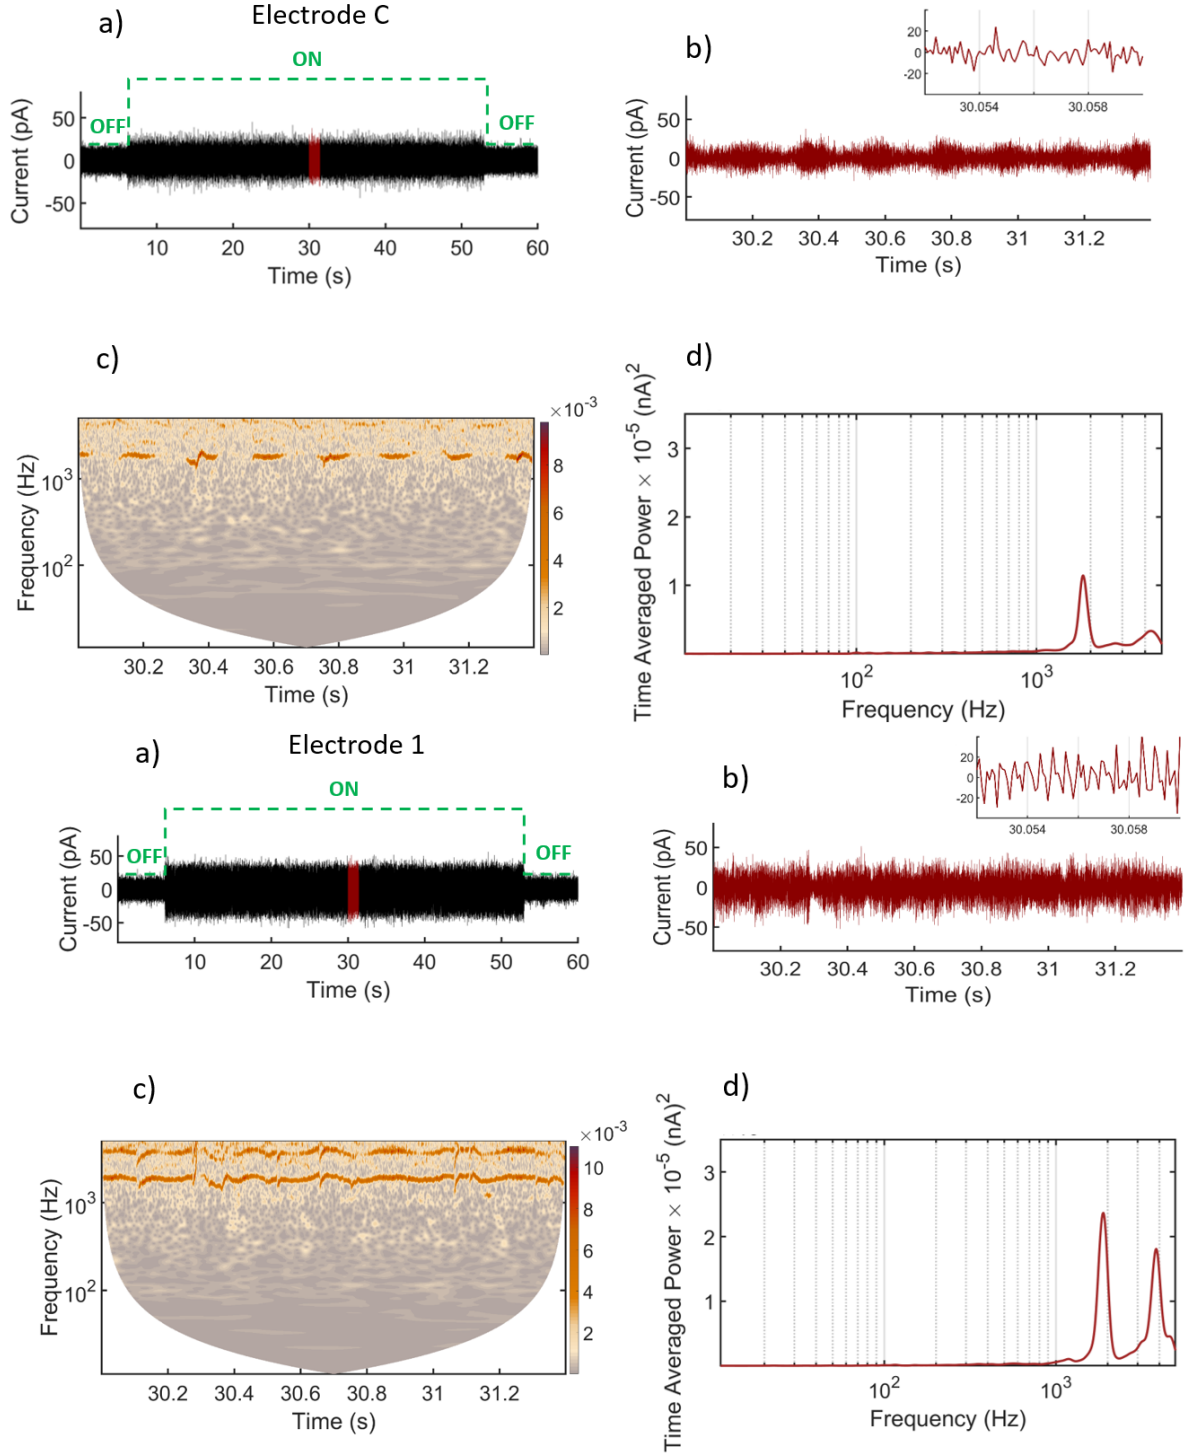 Electrode C
a)
ON
OFF
OFF
Current (pA)
50
0
-50
10 20 30 40 50 60
Time (s)
b)
20
0
-20
30.054 30.058
Current (pA)
50
0
-50
30.2 30.4 30.6 30.8 31 31.2
Time (s)
c)
×10-3
Frequency (Hz)
10³
10²
8
6
4
2
30.2 30.4 30.6 30.8 31 31.2
Time (s)
d)
Time Averaged Power × 10-5 (nA)2
3
2
1
10² 10³
Frequency (Hz)
Electrode 1
a)
ON
OFF
OFF
Current (pA)
50
0
-50
10 20 30 40 50 60
Time (s)
b)
20
0
-20
30.054 30.058
Current (pA)
50
0
-50
30.2 30.4 30.6 30.8 31 31.2
Time (s)
c)
×10-3
Frequency (Hz)
10³
10²
10
8
6
4
2
30.2 30.4 30.6 30.8 31 31.2
Time (s)
d)
Time Averaged Power × 10-5 (nA)2
3
2
1
10² 10³
Frequency (Hz)